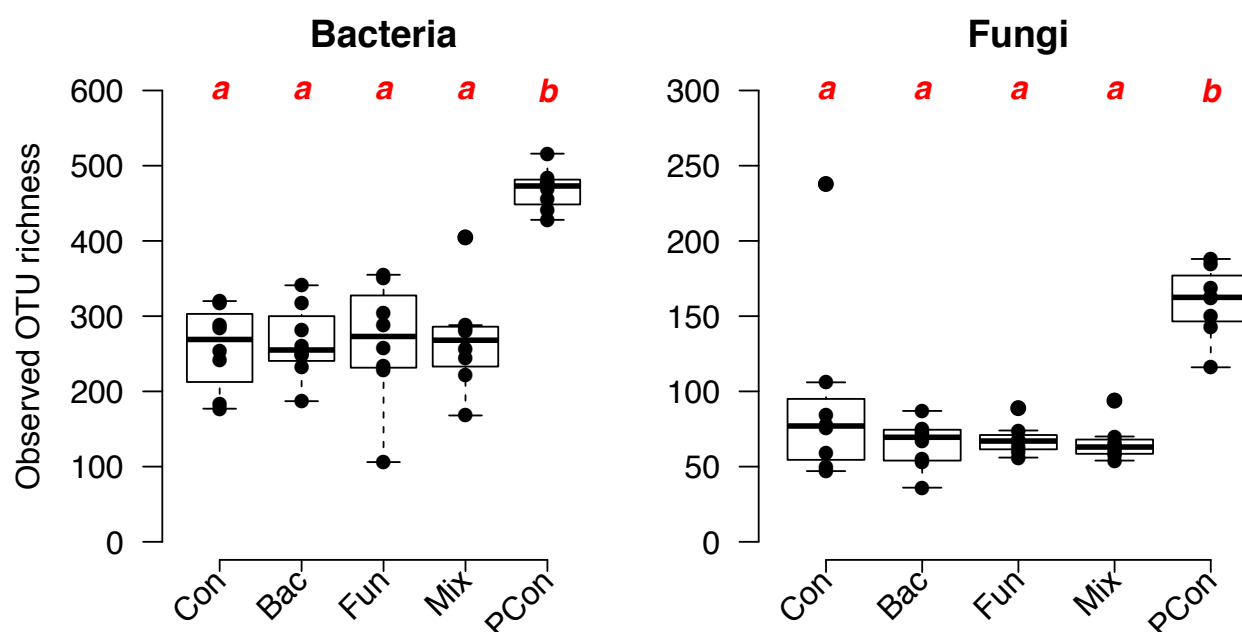 Bacteria
a a a a b
Observed OTU richness
600
500
400
300
200
100
0
Con Bac Fun Mix PCon
Fungi
a a a a b
300
250
200
150
100
50
0
Con Bac Fun Mix PCon